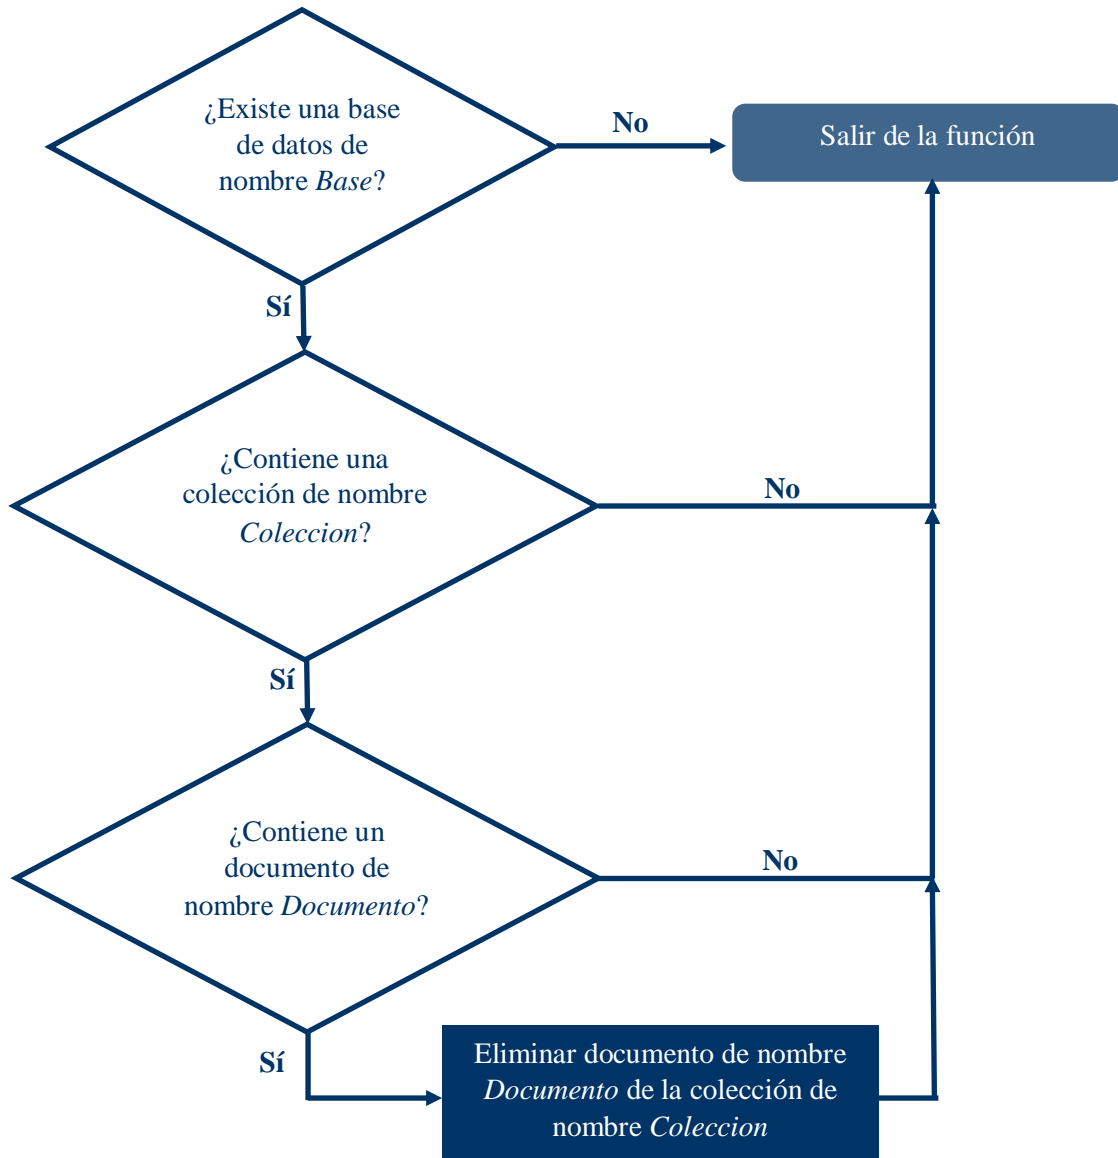 ¿Existe una base
de datos de
nombre Base?
No
Salir de la función
Sí
¿Contiene una
colección de nombre
Coleccion?
No
Sí
¿Contiene un
documento de
nombre Documento?
No
Sí
Eliminar documento de nombre
Documento de la colección de
nombre Coleccion